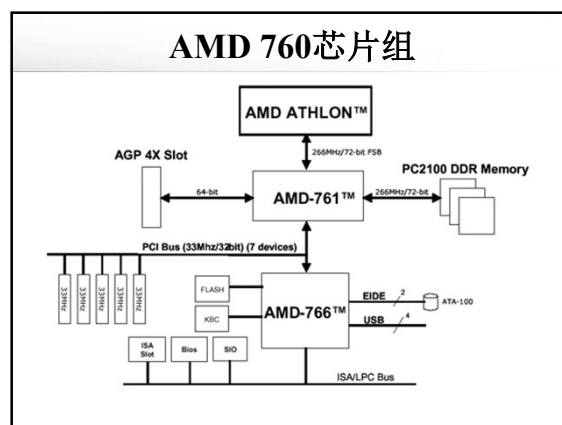 AMD 760芯片组
AMD ATHLON™
266MHz/72-bit FSB
AGP 4X Slot
PC2100 DDR Memory
64-bit
AMD-761™
266MHz/72-bit
PCI Bus (33Mhz/32bit) (7 devices)
33MHz
33MHz
33MHz
33MHz
33MHz
FLASH
KBC
AMD-766™
EIDE
2
ATA-100
USB
4
ISA
Slot
Bios
SIO
ISA/LPC Bus